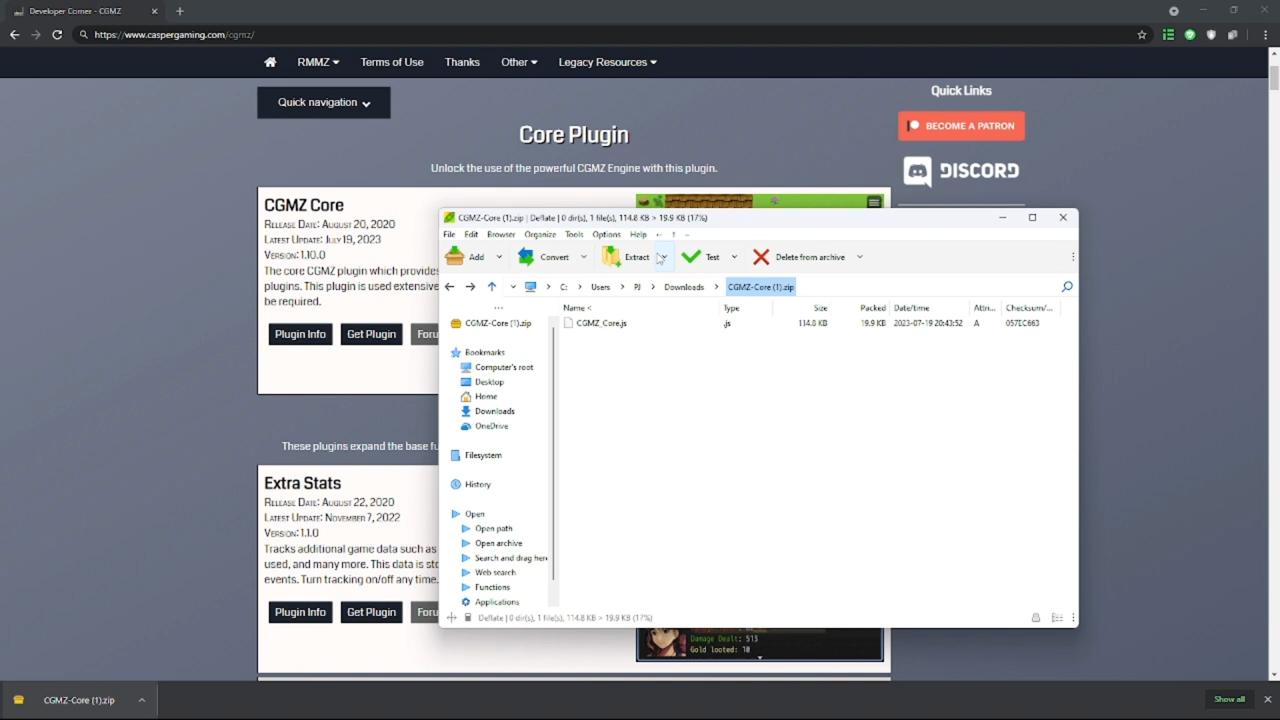 Developer Corner - CGMZ
https://www.caspergaming.com/cgmz/
RMMZ Terms of Use Thanks Other Legacy Resources
Quick navigation
Quick Links
BECOME A PATRON
DISCORD
Core Plugin
Unlock the use of the powerful CGMZ Engine with this plugin.
CGMZ Core
Release Date: August 20, 2020
Latest Update: July 19, 2023
Version: 1.10.0
The core CGMZ plugin which provides
plugins. This plugin is used extensive
be required.
Plugin Info Get Plugin Foru
These plugins expand the base fu
Extra Stats
Release Date: August 22, 2020
Latest Update: November 7, 2022
Version: 1.1.0
Tracks additional game data such as
used, and many more. This data is sto
events. Turn tracking on/off any time.
Plugin Info Get Plugin Foru
CGMZ-Core (1).zip | Deflate | 0 dir(s), 1 file(s), 114.8 KB > 19.9 KB (17%)
File Edit Browser Organize Tools Options Help
Add Convert Extract Test Delete from archive
C: > Users > PJ > Downloads > CGMZ-Core (1).zip
Name < Type Size Packed Date/time Attri... Checksum/...
CGMZ_Core.js .js 114.8 KB 19.9 KB 2023-07-19 20:43:52 A 057EC663
...
CGMZ-Core (1).zip
Bookmarks
Computer's root
Desktop
Home
Downloads
OneDrive
Filesystem
History
Open
Open path
Open archive
Search and drag here
Web search
Functions
Applications
Deflate | 0 dir(s), 1 file(s), 114.8 KB > 19.9 KB (17%)
Damage Dealt: 513
Gold looted: 10
CGMZ-Core (1).zip
Show all